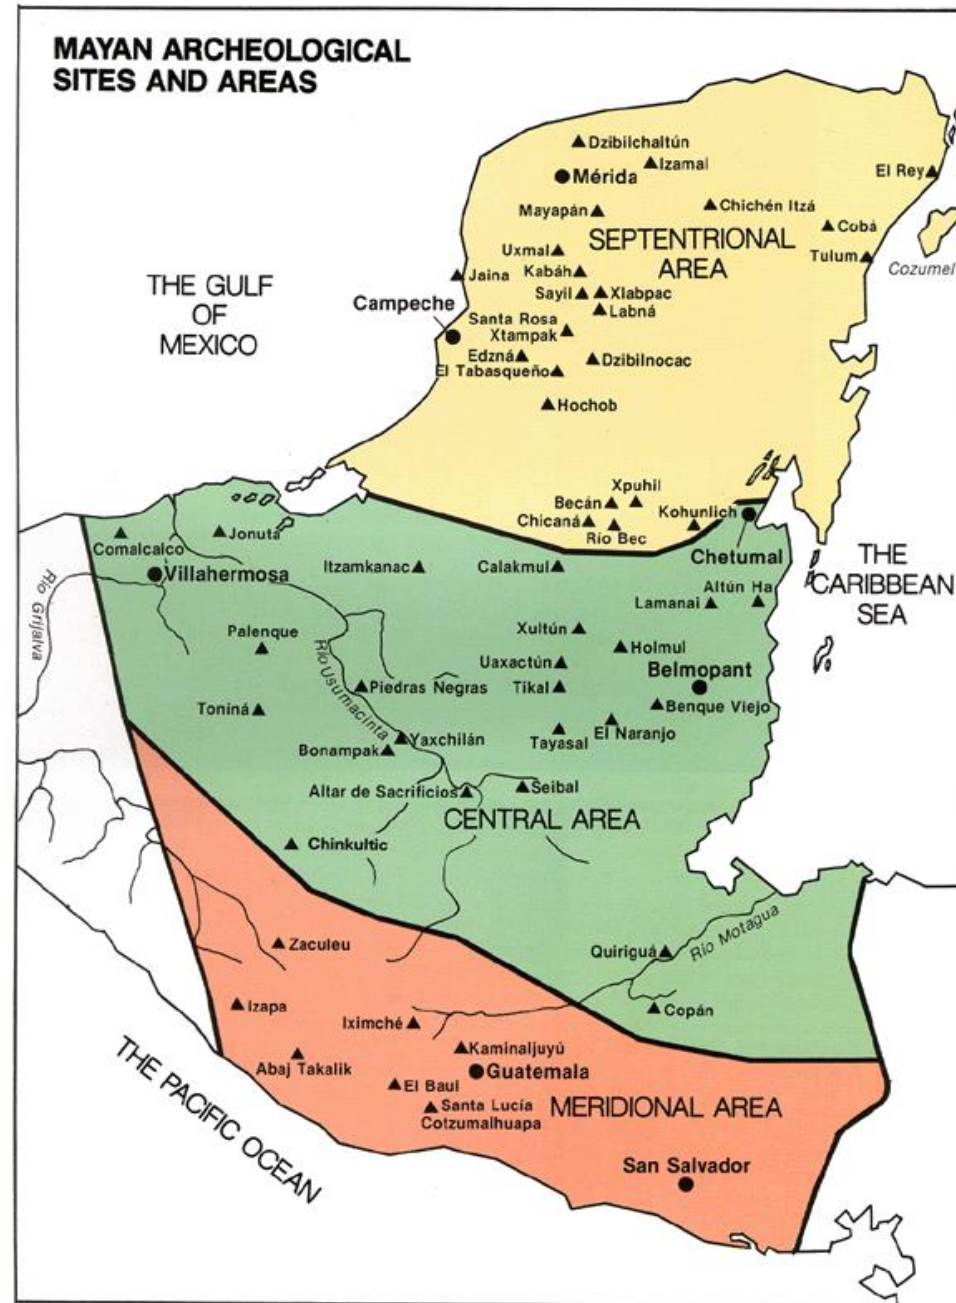 MAYAN ARCHEOLOGICAL
SITES AND AREAS
Dzibilchaltún
Izamal
El Rey
Mérida
Mayapán
Chichén Itzá
Cobá
SEPTENTRIONAL
AREA
Uxmal
Tulum
Cozumel
Jaina
Kabáh
THE GULF
OF
MEXICO
Sayil
Xlabpac
Labná
Campeche
Santa Rosa
Xtampak
Edzná
Dzibilnocac
El Tabasqueño
Hochob
Xpuhil
Becán
Kohunlich
Chicaná
Río Bec
Comalcalco
Jonuta
Chetumal
THE
CARIBBEAN
SEA
Villahermosa
Itzamkanac
Calakmul
Altún Ha
Lamanai
Río Grijalva
Palenque
Xultún
Holmul
Río Usumacinta
Uaxactún
Belmopant
Piedras Negras
Tikal
Toniná
Benque Viejo
Yaxchilán
El Naranjo
Tayasal
Bonampak
Altar de Sacrificios
Seibal
CENTRAL AREA
Chinkultic
Zaculeu
Quiriguá
Río Motagua
Izapa
Copán
Iximché
Kaminaljuyú
Abaj Takalik
Guatemala
El Baul
Santa Lucía
Cotzumalhuapa
MERIDIONAL AREA
THE PACIFIC OCEAN
San Salvador